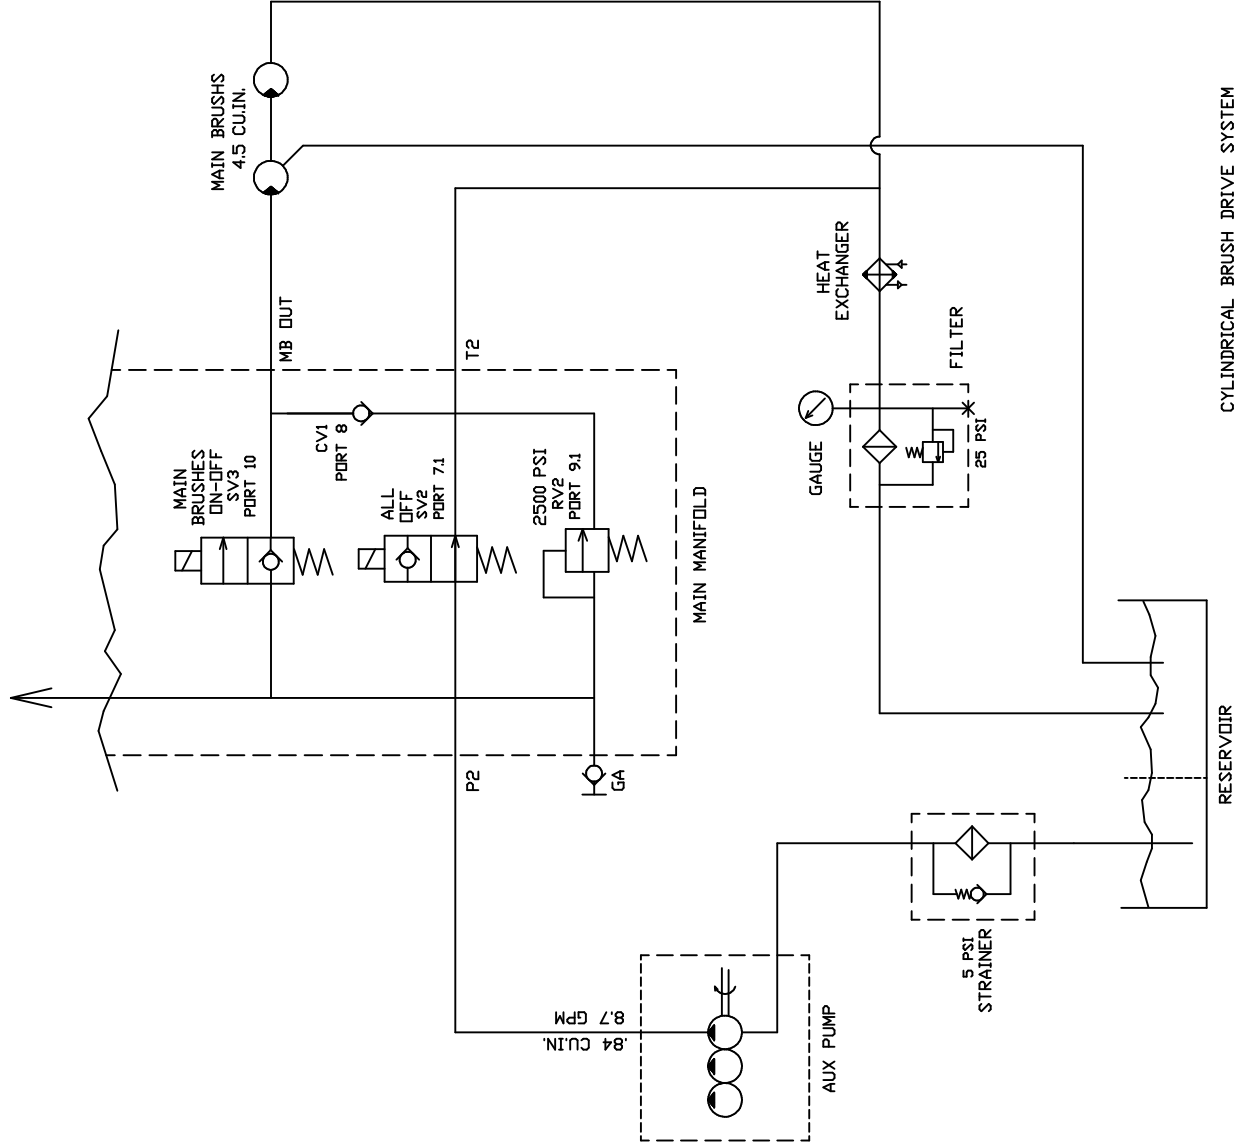 MAIN BRUSHS
4.5 CU.IN.
MB OUT
T2
HEAT
EXCHANGER
FILTER
GAUGE
25 PSI
CV1
PORT 8
MAIN
BRUSHES
ON-OFF
SV3
PORT 10
ALL
OFF
SV2
PORT 7.1
2500 PSI
RV2
PORT 9.1
MAIN MANIFOLD
P2
GA
RESERVOIR
5 PSI
STRAINER
8.7 GPM
.84 CU.IN.
AUX PUMP
CYLINDRICAL BRUSH DRIVE SYSTEM